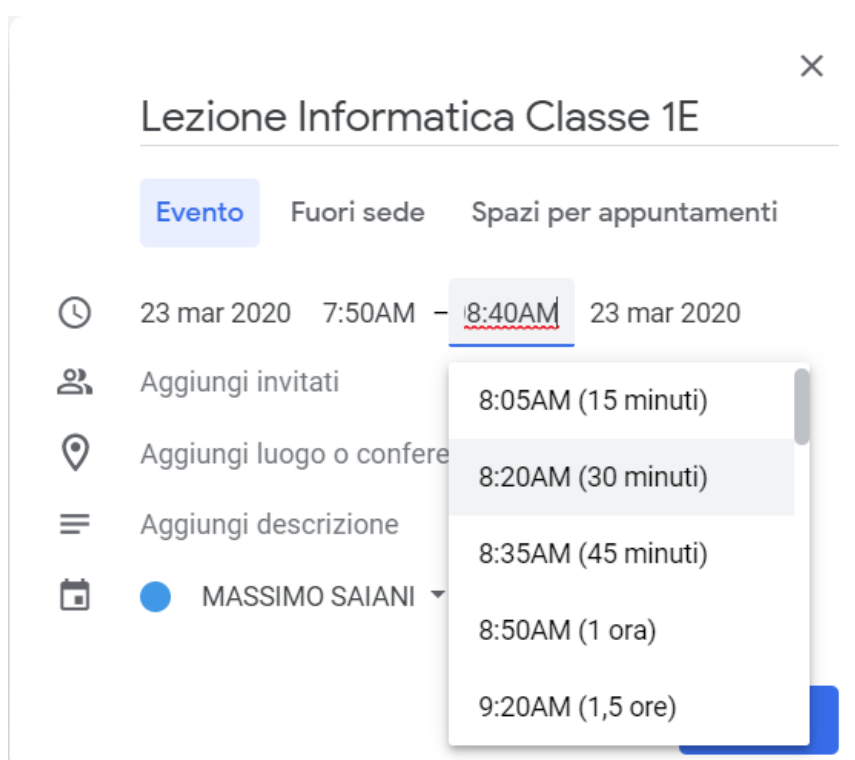 Lezione Informatica Classe 1E
Evento Fuori sede Spazi per appuntamenti
23 mar 2020 7:50AM – 8:40AM 23 mar 2020
Aggiungi invitati
8:05AM (15 minuti)
Aggiungi luogo o confere
8:20AM (30 minuti)
Aggiungi descrizione
8:35AM (45 minuti)
MASSIMO SAIANI
8:50AM (1 ora)
9:20AM (1,5 ore)